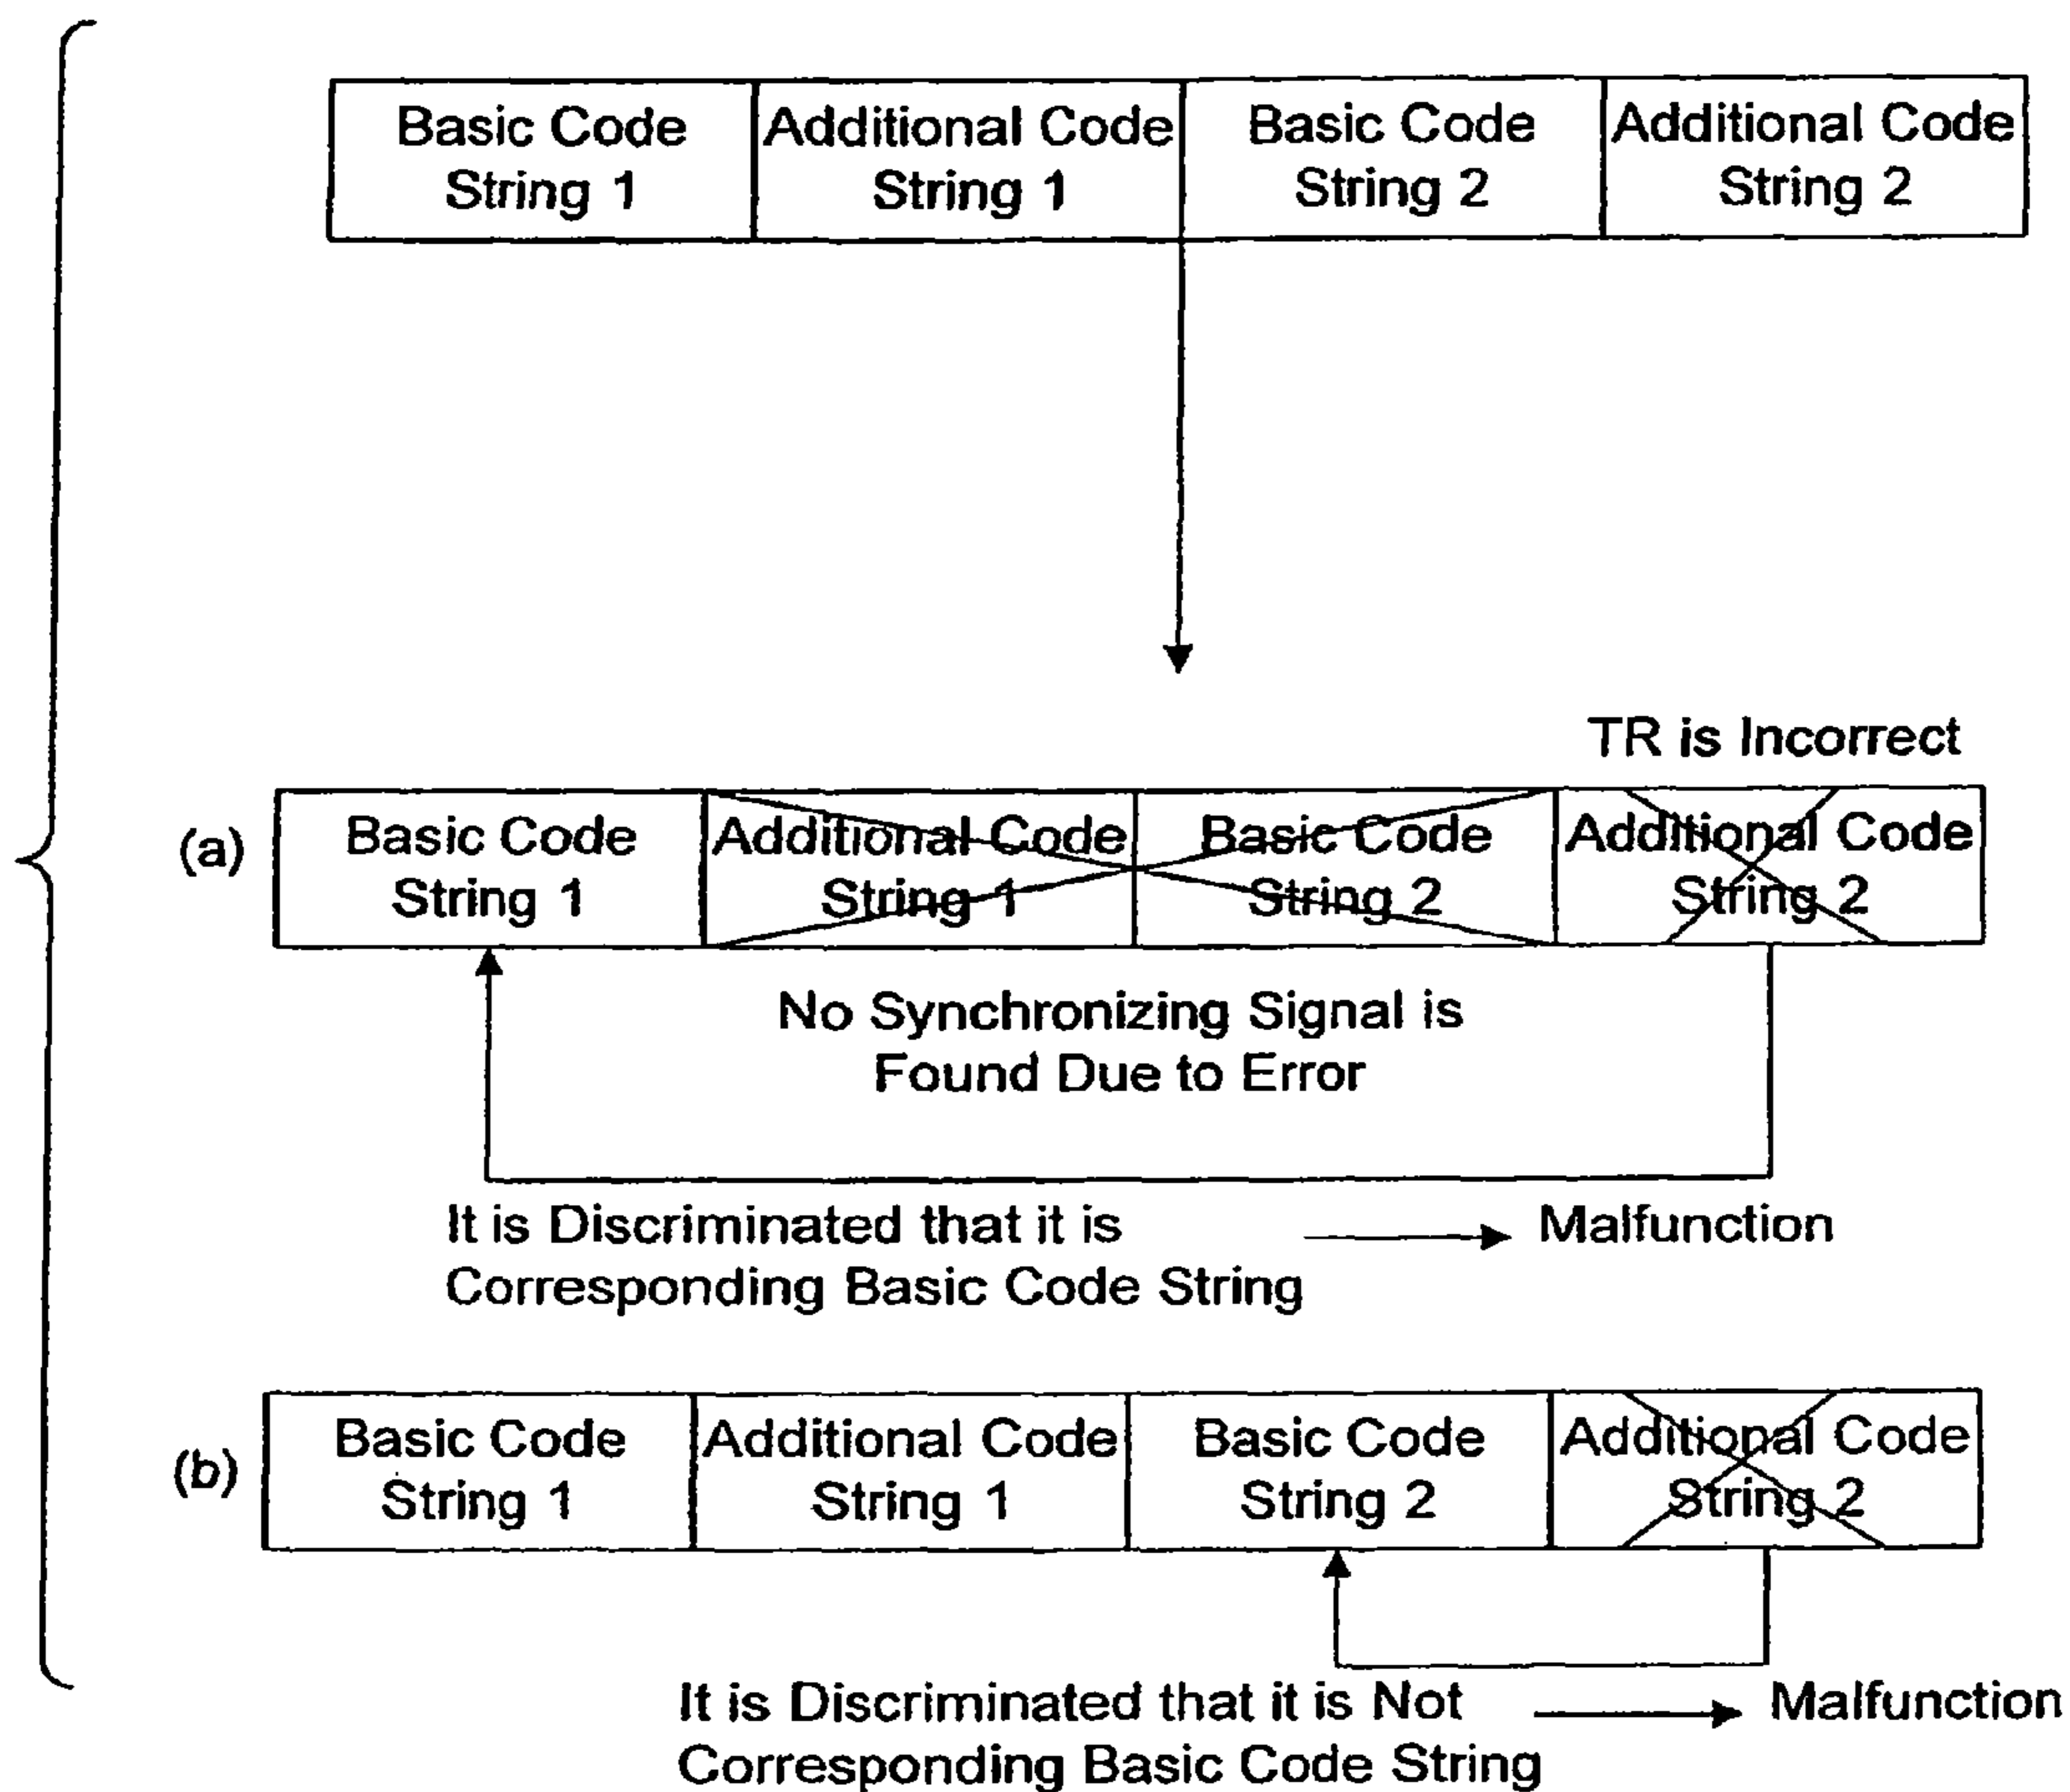 Basic Code String 1
Additional Code String 1
Basic Code String 2
Additional Code String 2
TR is Incorrect
(a)
Basic Code String 1
Additional Code String 1
Basic Code String 2
Additional Code String 2
No Synchronizing Signal is
Found Due to Error
It is Discriminated that it is
Corresponding Basic Code String
Malfunction
(b)
Basic Code String 1
Additional Code String 1
Basic Code String 2
Additional Code String 2
It is Discriminated that it is Not
Corresponding Basic Code String
Malfunction